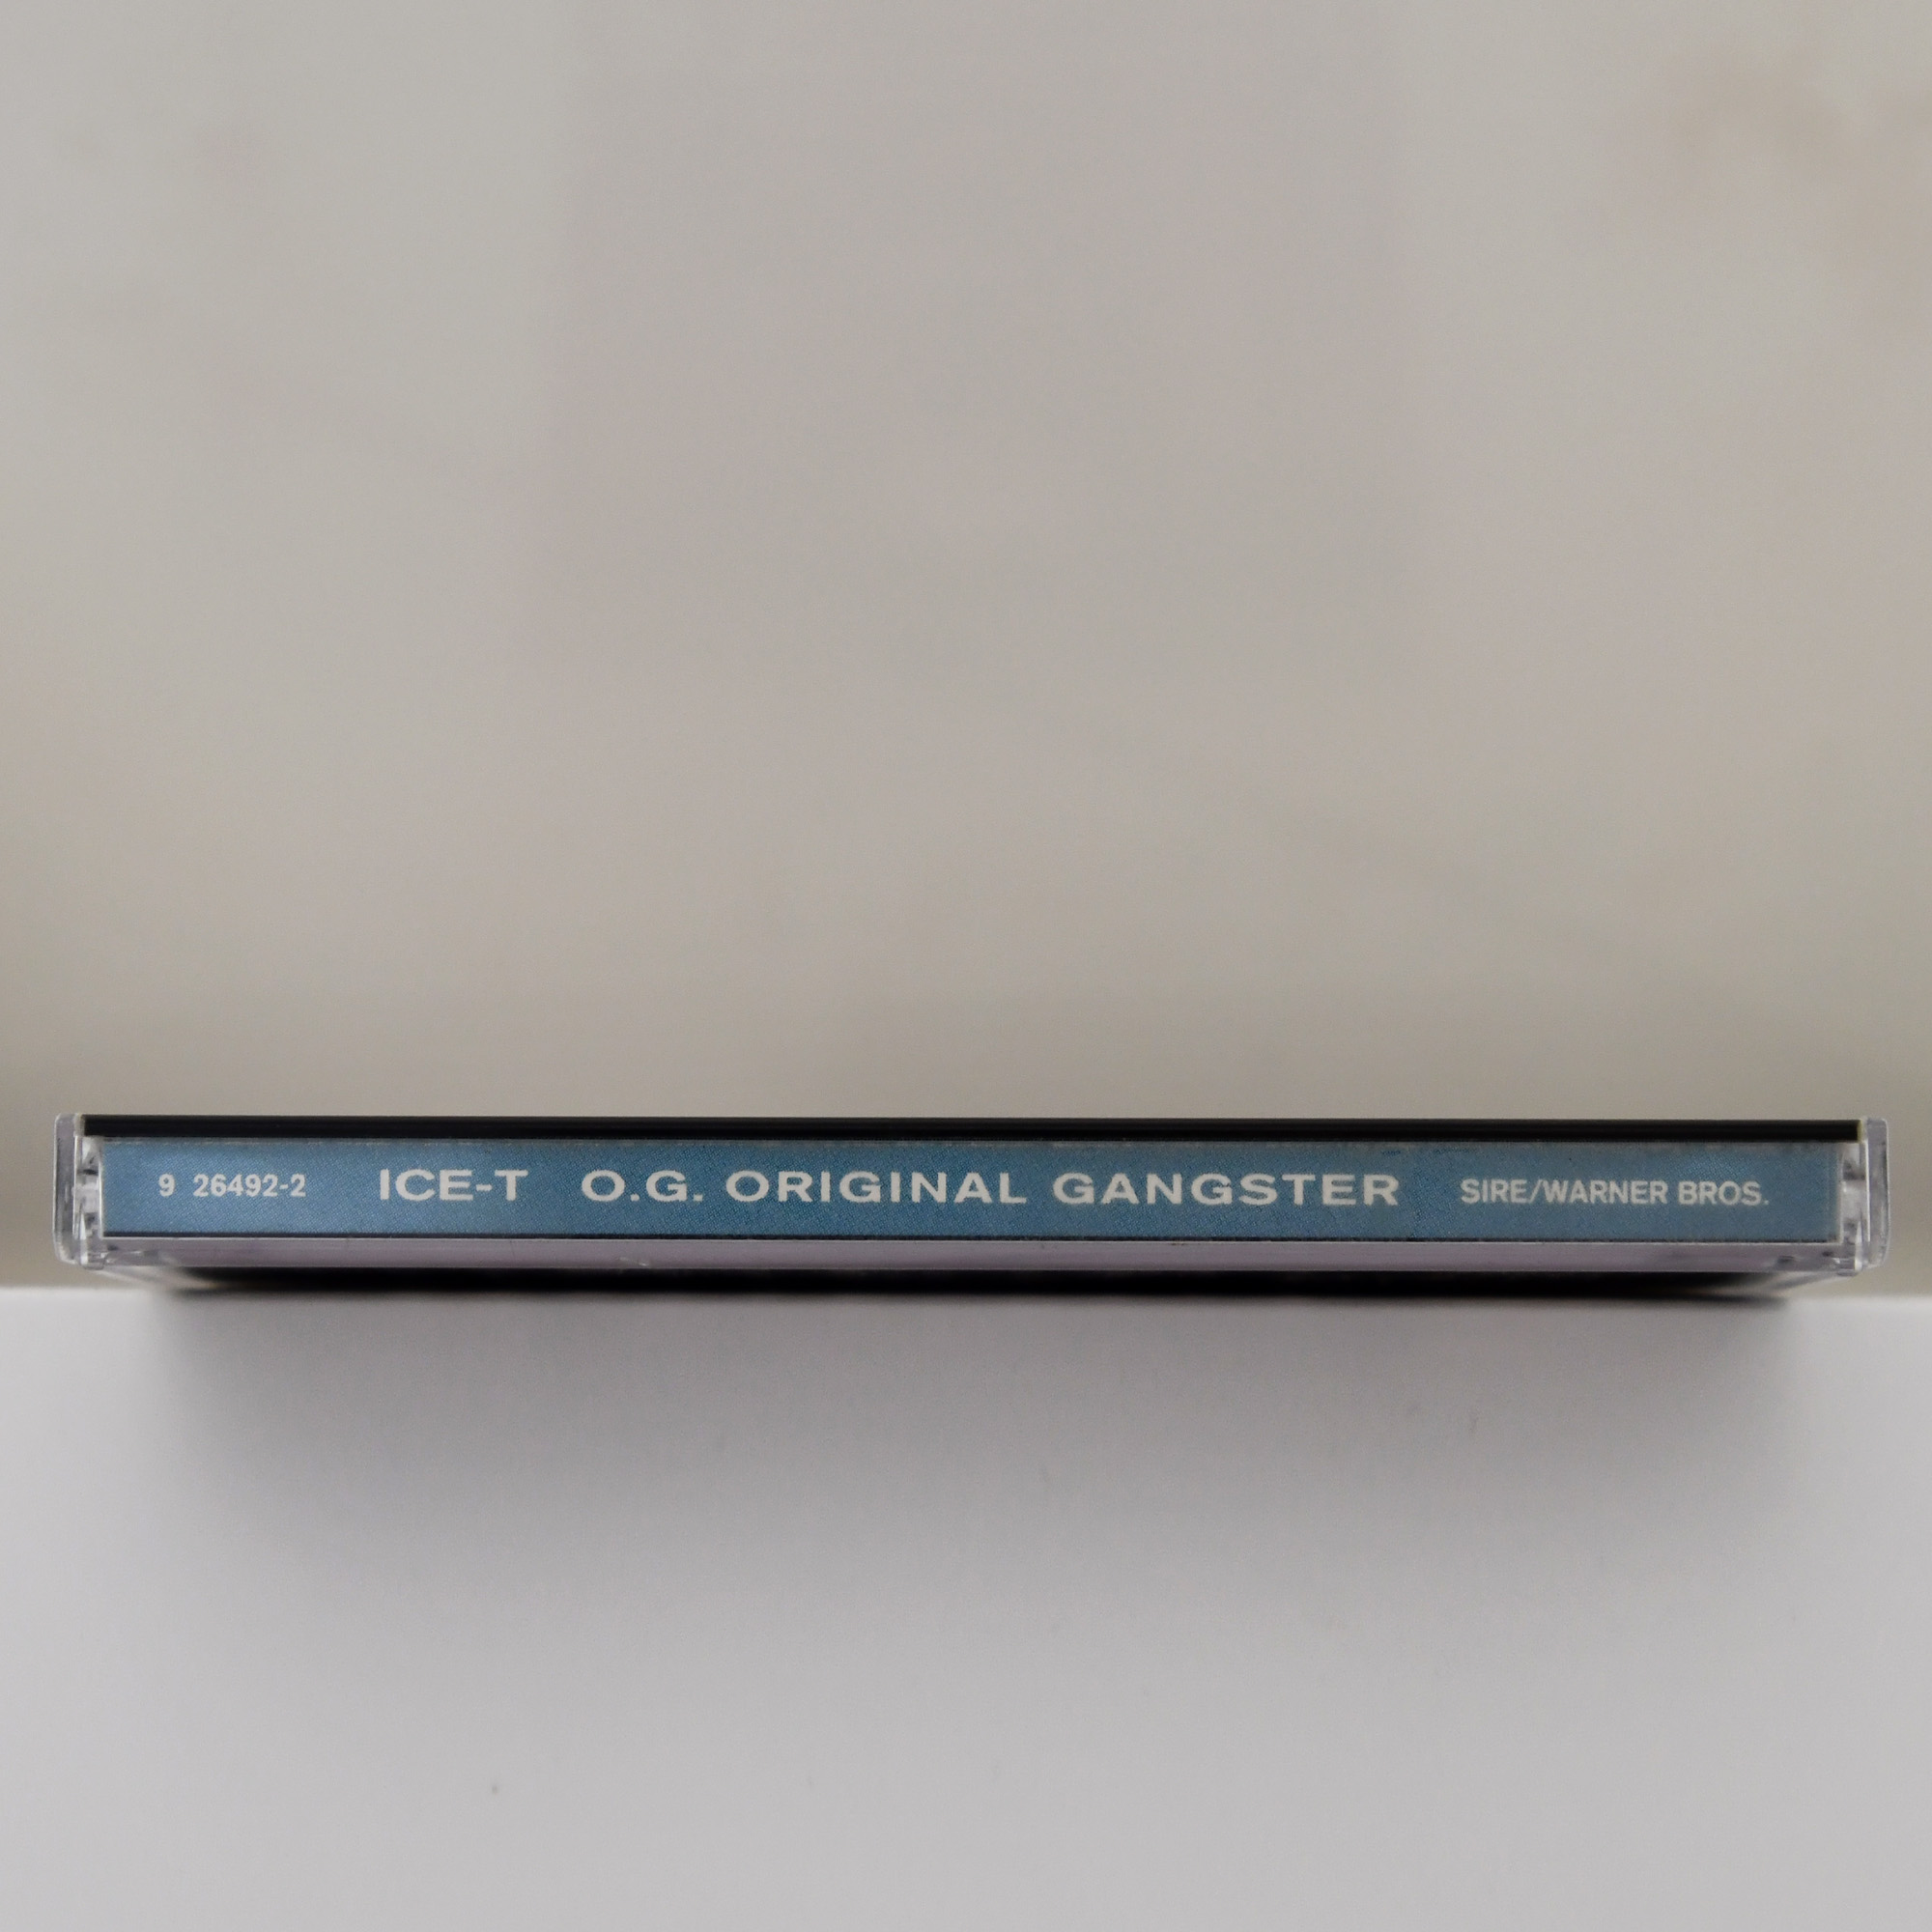 9 26492-2 ICE-T O.G. ORIGINAL GANGSTER SIRE/WARNER BROS.